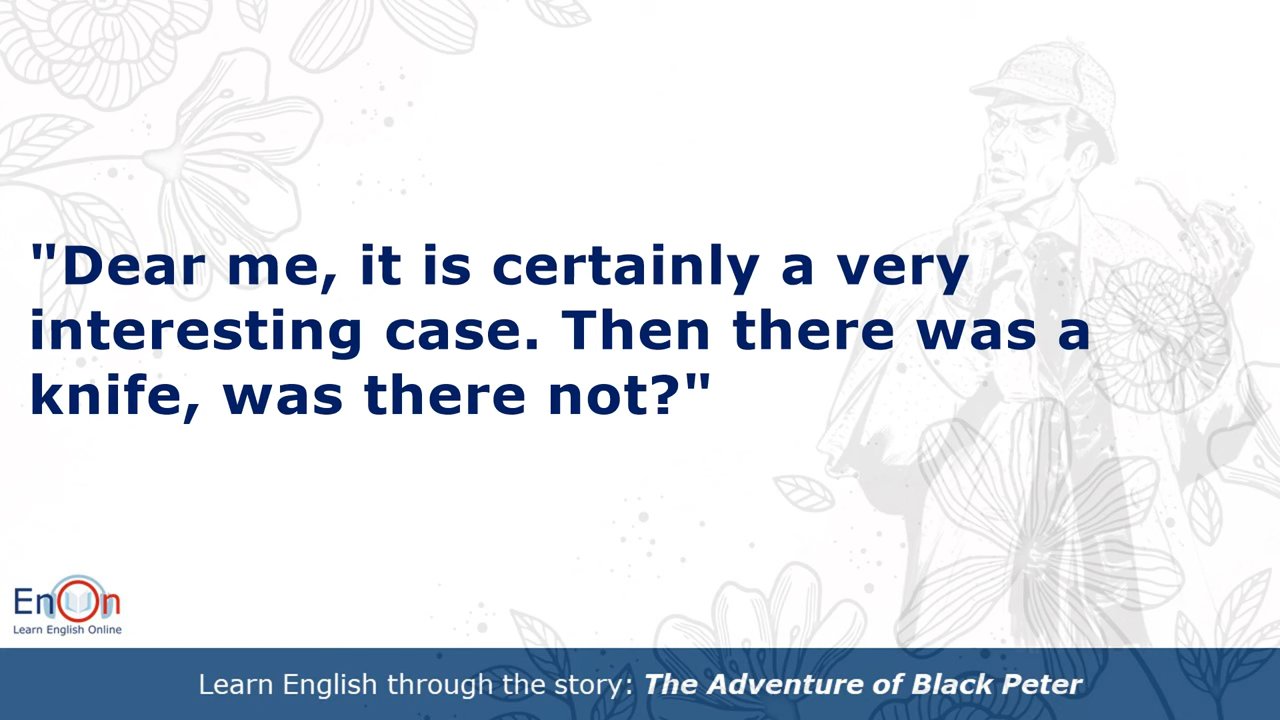 "Dear me, it is certainly a very
interesting case. Then there was a
knife, was there not?"
EnOn
Learn English Online
Learn English through the story: The Adventure of Black Peter